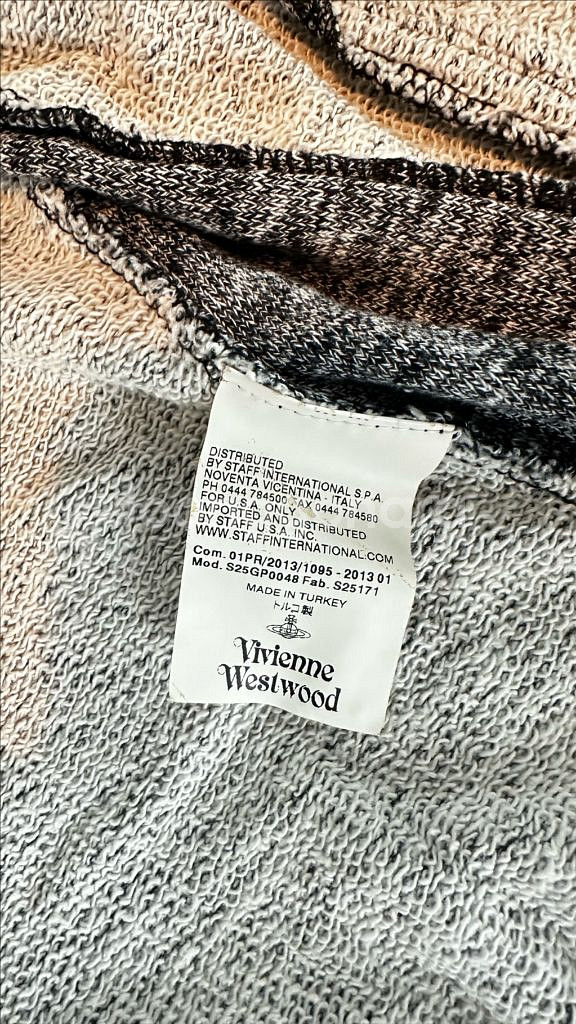 DISTRIBUTED
BY STAFF INTERNATIONAL S.P.A.
NOVENTA VICENTINA - ITALY
PH 0444 784500 FAX 0444 784580
FOR U.S.A. ONLY
IMPORTED AND DISTRIBUTED
BY STAFF U.S.A. INC.
WWW.STAFFINTERNATIONAL.COM
Com. 01PR/2013/1095 - 2013 01
Mod. S25GP0048 Fab. S25171
MADE IN TURKEY
トルコ製
Vivienne
Westwood